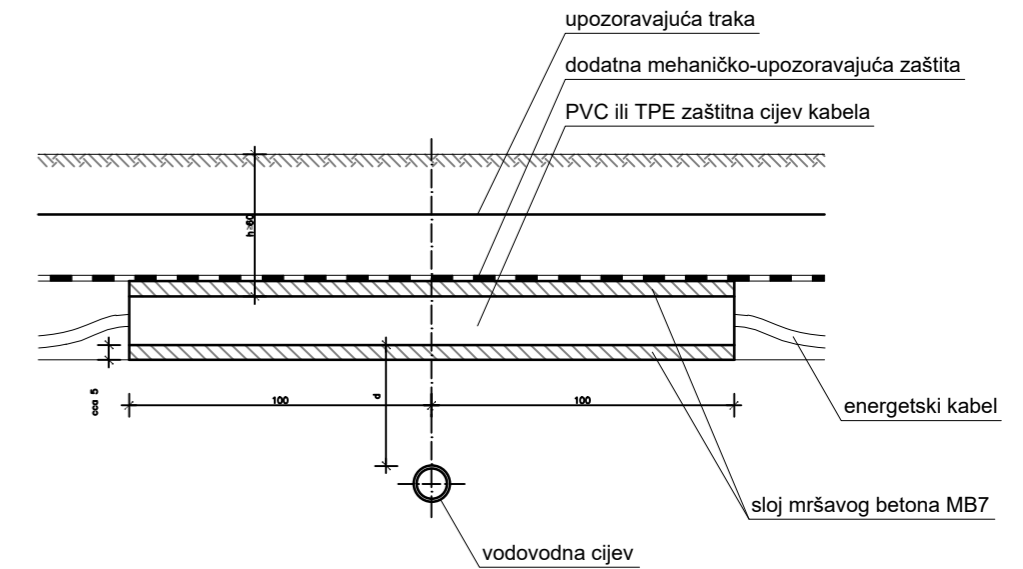 upozoravajuća traka
dodatna mehaničko-upozoravajuća zaštita
PVC ili TPE zaštitna cijev kabela
h≥60
cca 5
100
d
100
energetski kabel
sloj mršavog betona MB7
vodovodna cijev